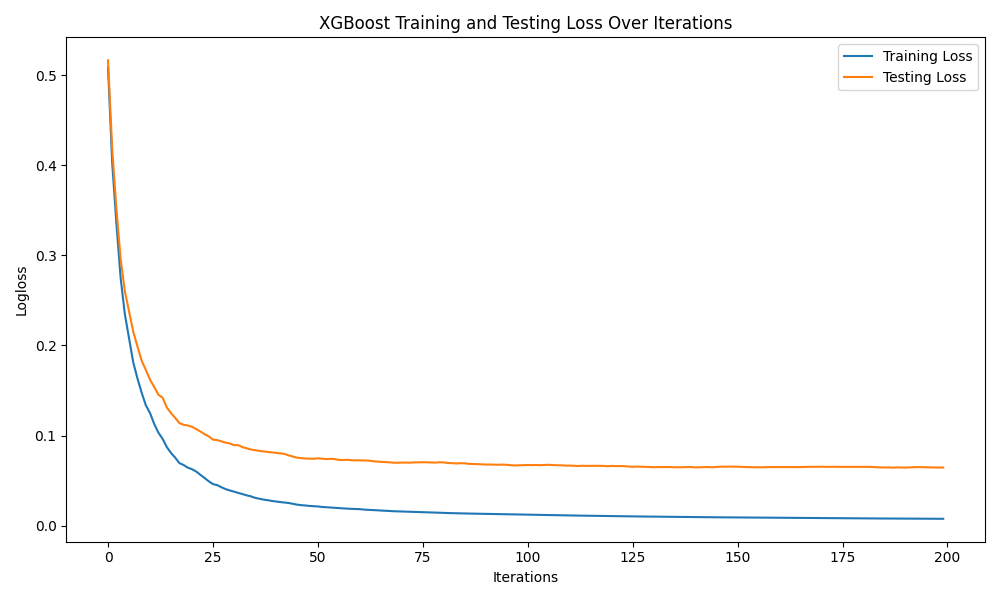 XGBoost Training and Testing Loss Over Iterations
Training Loss
Testing Loss
Logloss
0.5
0.4
0.3
0.2
0.1
0.0
0 25 50 75 100 125 150 175 200
Iterations